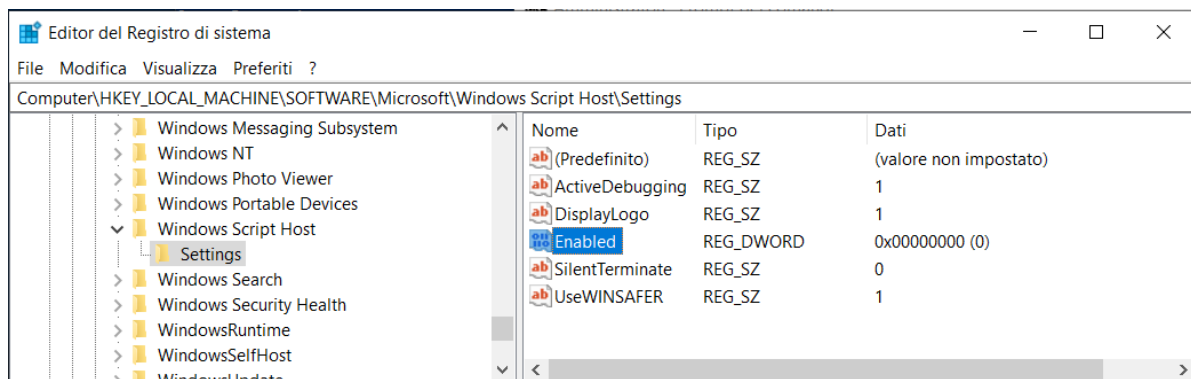 Editor del Registro di sistema
File Modifica Visualizza Preferiti ?
Computer\HKEY_LOCAL_MACHINE\SOFTWARE\Microsoft\Windows Script Host\Settings
Windows Messaging Subsystem
Windows NT
Windows Photo Viewer
Windows Portable Devices
Windows Script Host
Settings
Windows Search
Windows Security Health
WindowsRuntime
WindowsSelfHost
WindowsUpdate
Nome Tipo Dati
(Predefinito) REG_SZ (valore non impostato)
ActiveDebugging REG_SZ 1
DisplayLogo REG_SZ 1
Enabled REG_DWORD 0x00000000 (0)
SilentTerminate REG_SZ 0
UseWINSAFER REG_SZ 1